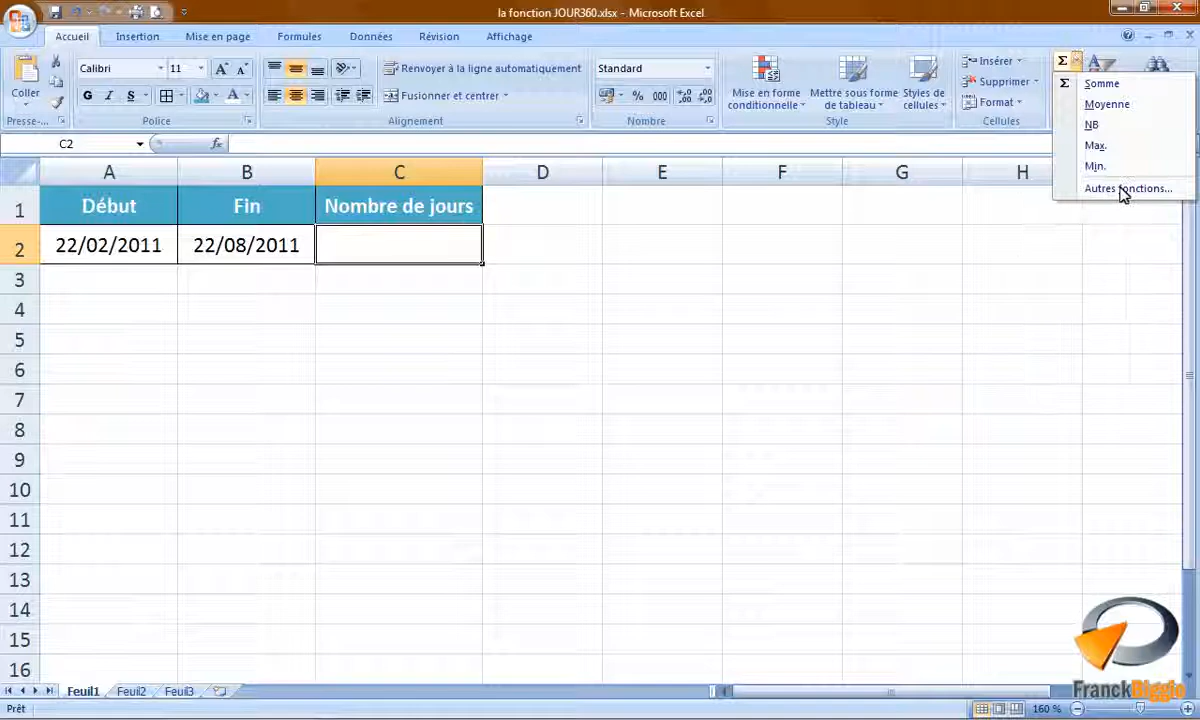 la fonction JOUR360.xlsx - Microsoft Excel
Accueil Insertion Mise en page Formules Données Révision Affichage
Coller
Calibri 11
G I S
Renvoyer à la ligne automatiquement
Fusionner et centrer
Standard
% 000
Mise en forme conditionnelle
Mettre sous forme de tableau
Styles de cellules
Insérer
Supprimer
Format
Presse-... Police Alignement Nombre Style Cellules
Σ
Σ Somme
Moyenne
NB
Max.
Min.
Autres fonctions...
C2 fx
A B C D E F G H
1 Début Fin Nombre de jours
2 22/02/2011 22/08/2011
3
4
5
6
7
8
9
10
11
12
13
14
15
16
Feuil1 Feuil2 Feuil3
FranckBiggio
Prêt 160 %